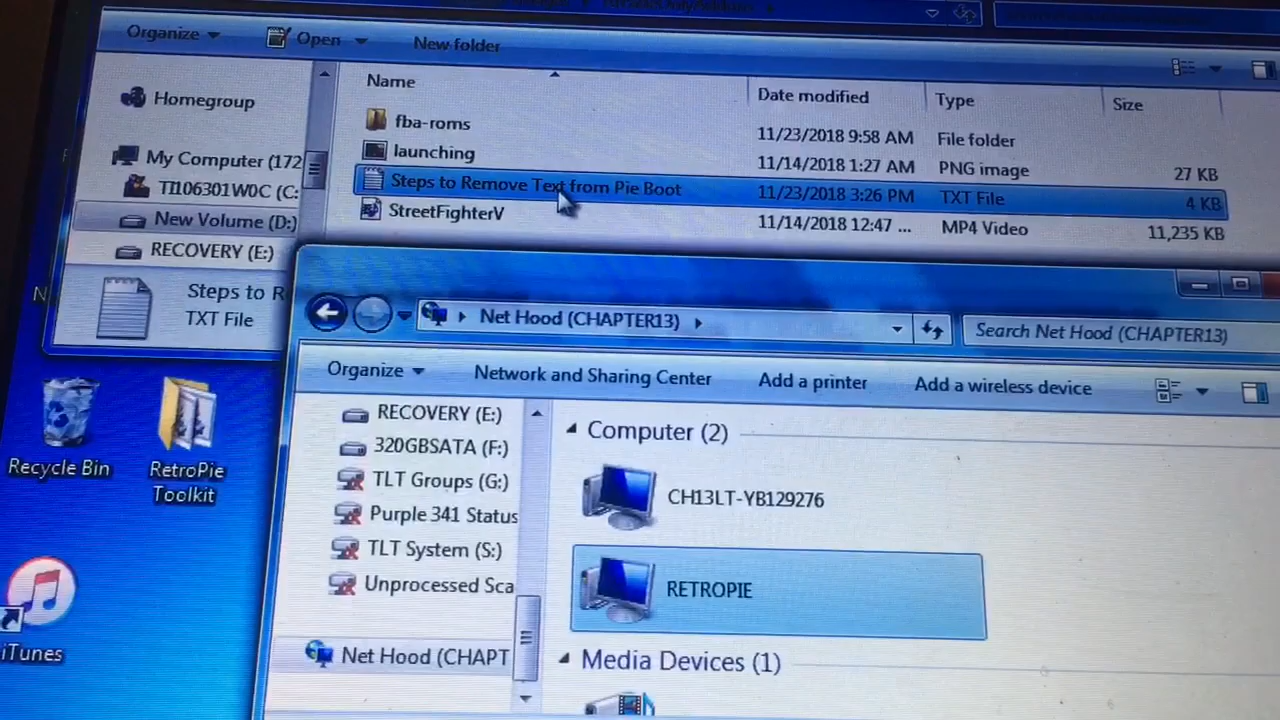 Organize
Open
New folder
Name
Date modified
Type
Size
Homegroup
My Computer (172
TI106301W0C (C:
New Volume (D:)
RECOVERY (E:)
fba-roms
11/23/2018 9:58 AM
File folder
launching
11/14/2018 1:27 AM
PNG image
27 KB
Steps to Remove Text from Pie Boot
11/23/2018 3:26 PM
TXT File
4 KB
StreetFighterV
11/14/2018 12:47 ...
MP4 Video
11,235 KB
Steps to R
TXT File
N
Net Hood (CHAPTER13)
Search Net Hood (CHAPTER13)
Organize
Network and Sharing Center
Add a printer
Add a wireless device
RECOVERY (E:)
320GBSATA (F:)
TLT Groups (G:)
Purple 341 Status
TLT System (S:)
Unprocessed Sca
Net Hood (CHAPT
Computer (2)
CH13LT-YB129276
RETROPIE
Media Devices (1)
Recycle Bin
RetroPie
Toolkit
iTunes